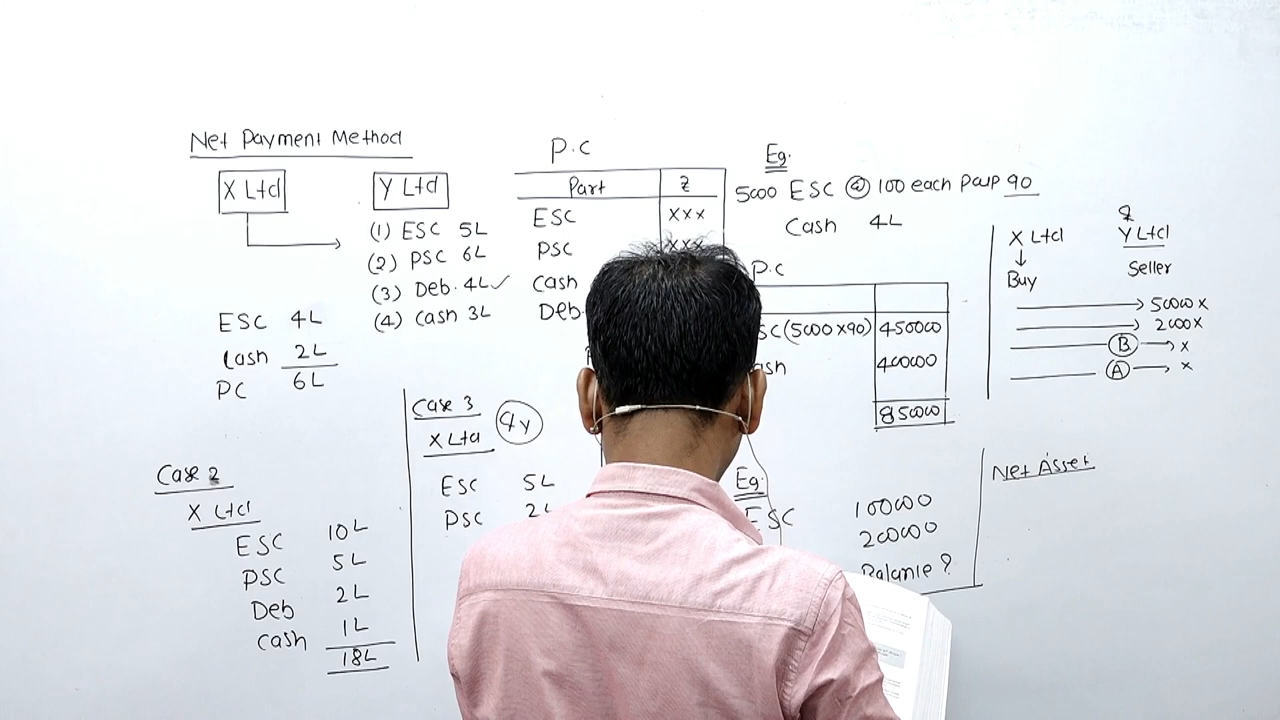 Net Payment Method
X Ltd
Y Ltd
(1) ESC 5L
(2) PSC 6L
(3) Deb. 4L ✓
(4) Cash 3L
ESC 4L
Cash 2L
PC 6L
P.C
Part ₹
ESC xxx
PSC xxx
Cash
Deb.
Eg.
5000 ESC @ 100 each paup 90
Cash 4L
P.C
SC (5000 x 90) 450000
ash 400000
850000
X Ltd
Y Ltd
Buy
Seller
50000 x
2000 x
B x
A x
Case 2
X Ltd
ESC 10L
PSC 5L
Deb 2L
Cash 1L
18L
Case 3
X Ltd
ESC 5L
PSC 2L
Eg.
ESC 100000
200000
Balance ?
Net Asset